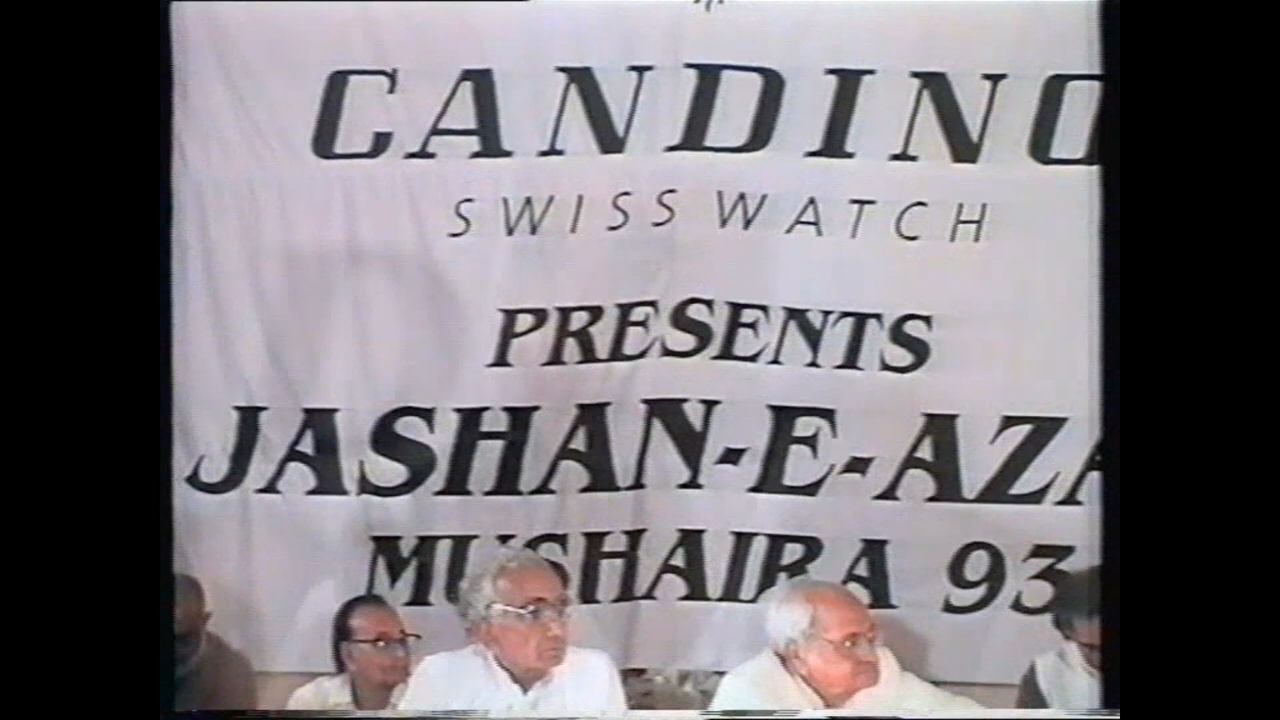 CANDINO
SWISS WATCH
PRESENTS
JASHAN-E-AZA
MUSHAIRA 93